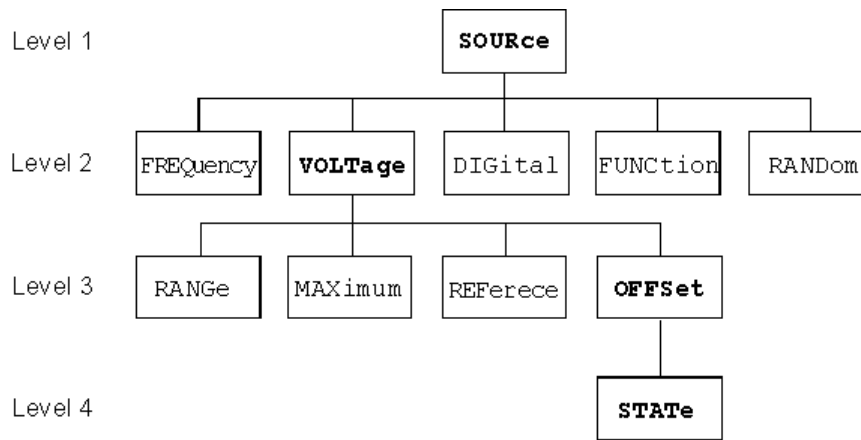 Level 1 SOURce
Level 2 FREQuency VOLTage DIGital FUNCtion RANDom
Level 3 RANGe MAXimum REFerece OFFSet
Level 4 STATe